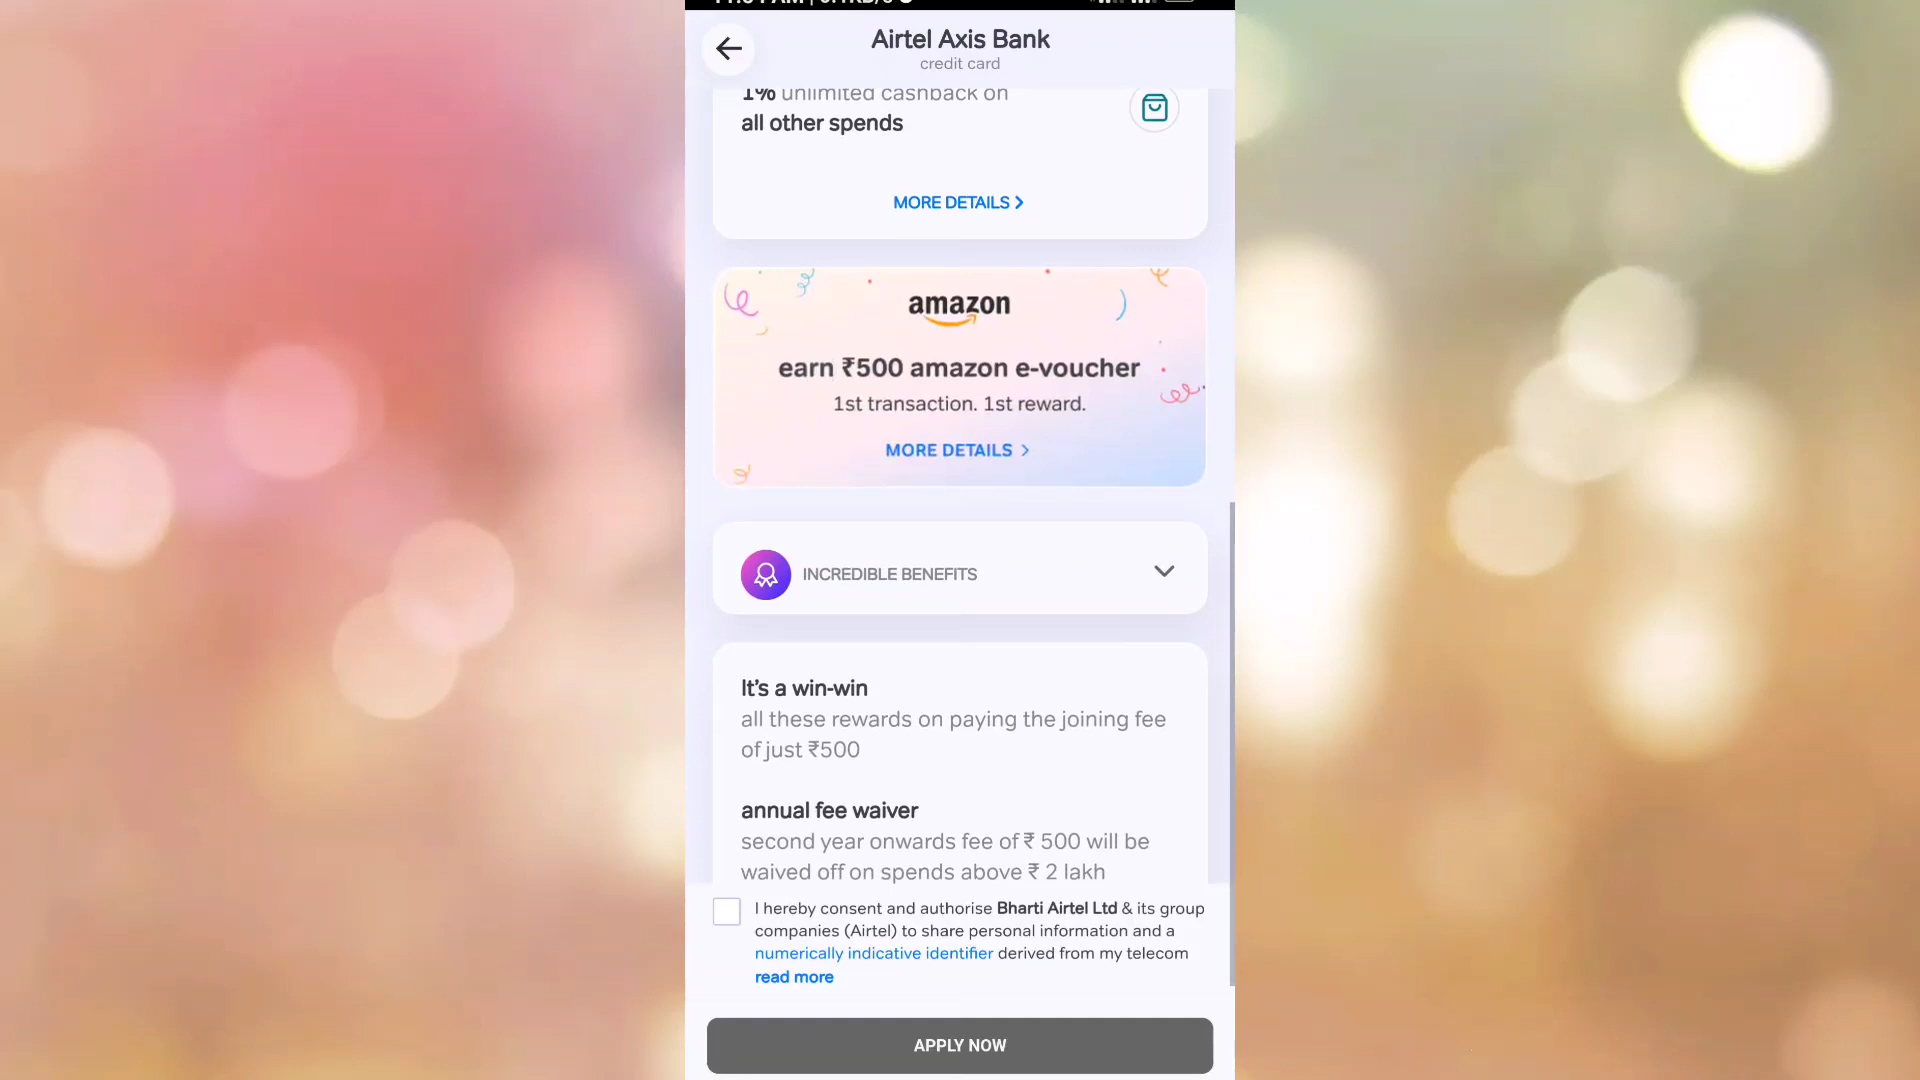 Airtel Axis Bank
credit card
1% unlimited cashback on
all other spends
MORE DETAILS
amazon
earn ₹500 amazon e-voucher
1st transaction. 1st reward.
MORE DETAILS
INCREDIBLE BENEFITS
It's a win-win
all these rewards on paying the joining fee
of just ₹500
annual fee waiver
second year onwards fee of ₹ 500 will be
waived off on spends above ₹ 2 lakh
I hereby consent and authorise Bharti Airtel Ltd & its group
companies (Airtel) to share personal information and a
numerically indicative identifier derived from my telecom
read more
APPLY NOW